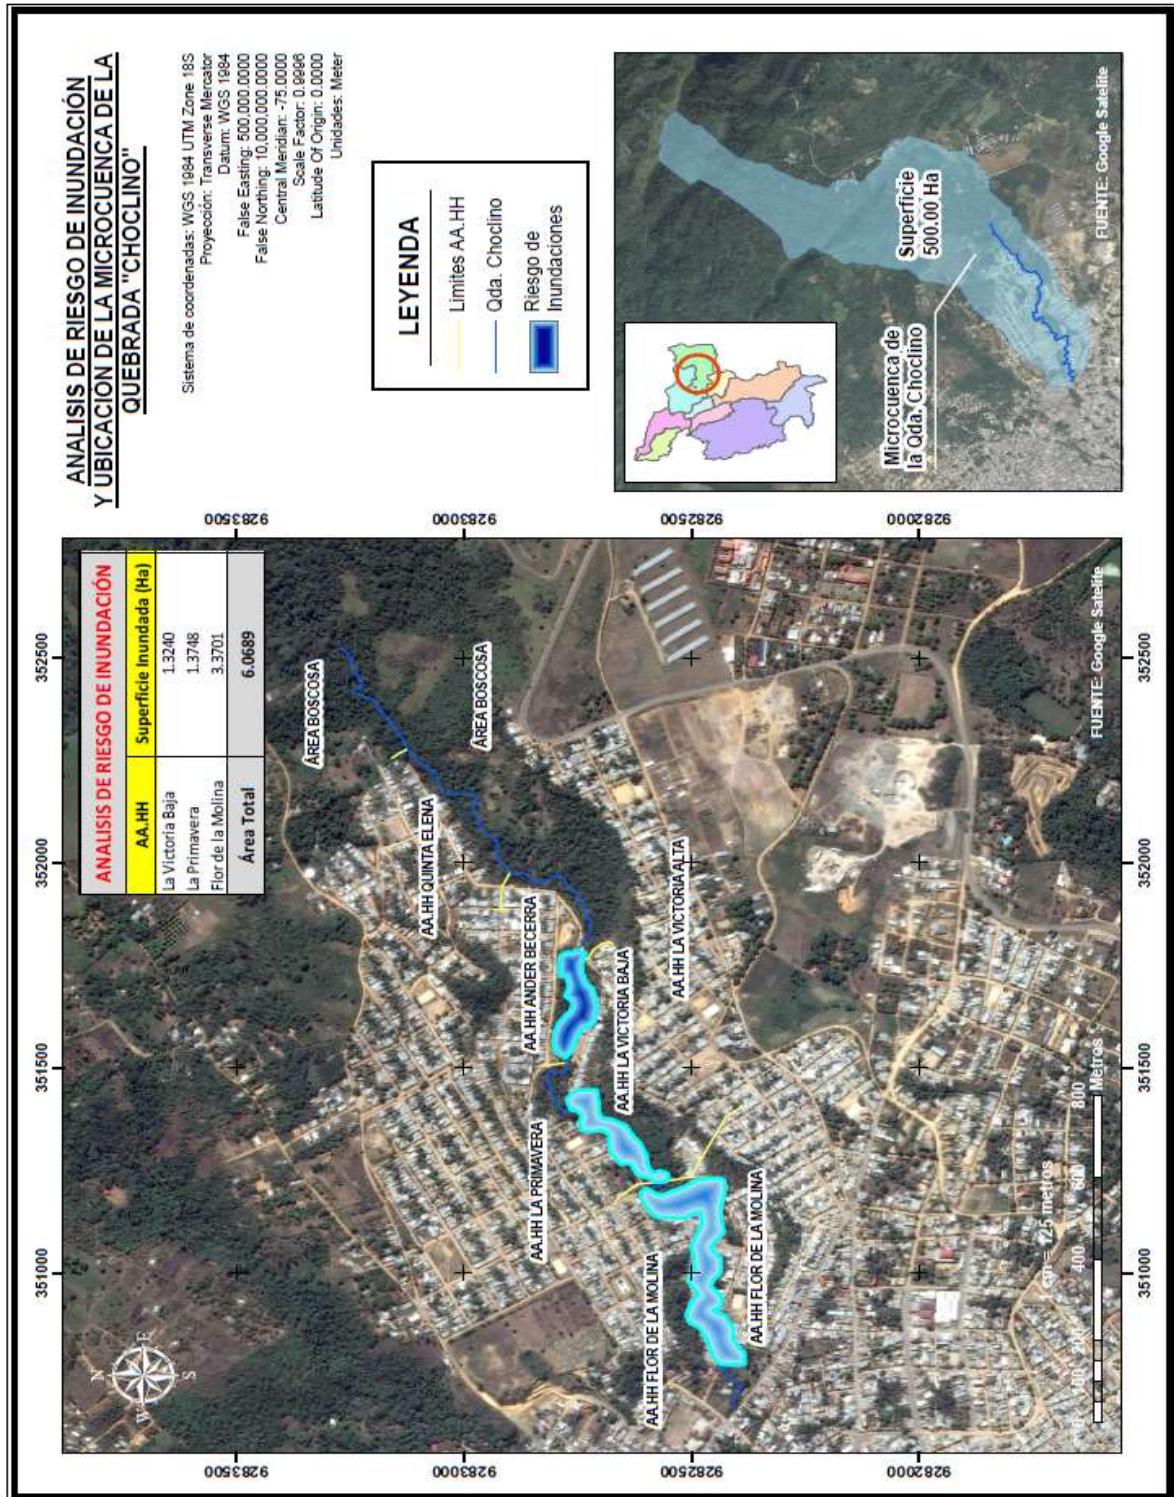 ANALISIS DE RIESGO DE INUNDACIÓN
Y UBICACIÓN DE LA MICROCUENCA DE LA
QUEBRADA "CHOCLINO"
Sistema de coordenadas: WGS 1984 UTM Zone 18S
Proyección: Transverse Mercator
Datum: WGS 1984
False Easting: 500,000.0000
False Northing: 10,000,000.0000
Central Meridian: -75.0000
Scale Factor: 0.9996
Latitude Of Origin: 0.0000
Unidades: Meter
LEYENDA
Limites AA.HH
Qda. Choclino
Riesgo de
Inundaciones
Superficie
500.00 Ha
Microcuenca de
la Qda. Choclino
FUENTE: Google Satelite
351000
351500
352000
352500
9283500
9283000
9282500
9282000
ANALISIS DE RIESGO DE INUNDACIÓN
AA.HH Superficie Inundada (Ha)
La Victoria Baja 1.3240
La Primavera 1.3748
Flor de la Molina 3.3701
Área Total 6.0689
N
E
S
W
ÁREA BOSCOSA
ÁREA BOSCOSA
AA.HH QUINTA ELENA
AA.HH ANDER BECERRA
AA.HH LA VICTORIA ALTA
AA.HH LA VICTORIA BAJA
AA.HH LA PRIMAVERA
AA.HH FLOR DE LA MOLINA
AA.HH FLOR DE LA MOLINA
400
600
800
Metros
FUENTE: Google Satelite
9283500
9283000
9282500
9282000
351000
351500
352000
352500